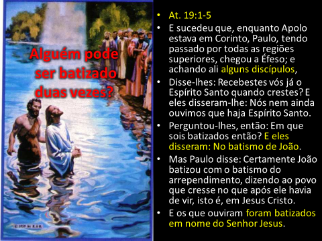 Alguém pode
ser batizado
duas vezes?
• At. 19:1-5
• E sucedeu que, enquanto Apolo
estava em Corinto, Paulo, tendo
passado por todas as regiões
superiores, chegou a Éfeso; e
achando ali alguns discípulos,
• Disse-lhes: Recebestes vós já o
Espírito Santo quando crestes? E
eles disseram-lhe: Nós nem ainda
ouvimos que haja Espírito Santo.
• Perguntou-lhes, então: Em que
sois batizados então? E eles
disseram: No batismo de João.
• Mas Paulo disse: Certamente João
batizou com o batismo do
arrependimento, dizendo ao povo
que cresse no que após ele havia
de vir, isto é, em Jesus Cristo.
• E os que ouviram foram batizados
em nome do Senhor Jesus.